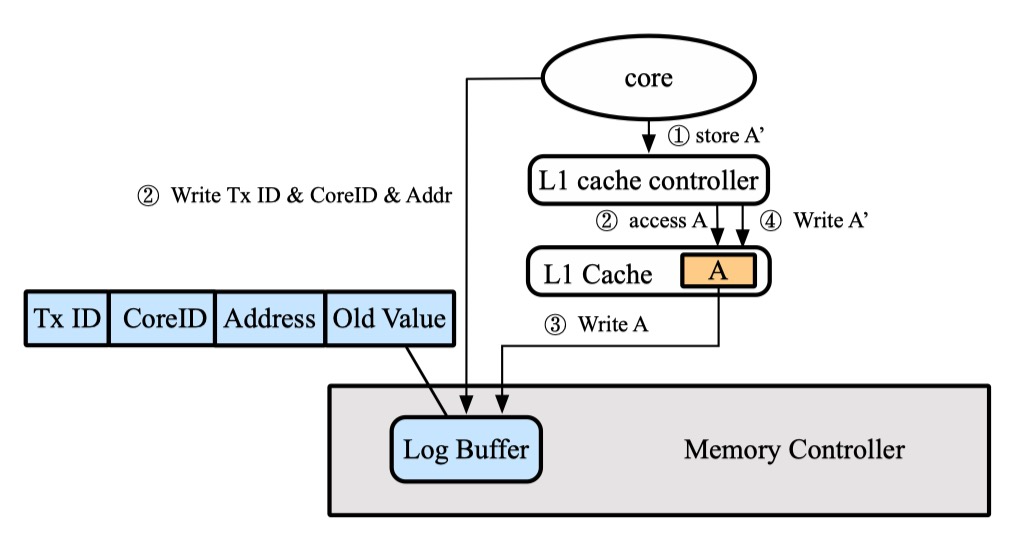 core
① store A’
L1 cache controller
② Write Tx ID & CoreID & Addr
② access A
④ Write A’
L1 Cache
A
Tx ID
CoreID
Address
Old Value
③ Write A
Log Buffer
Memory Controller